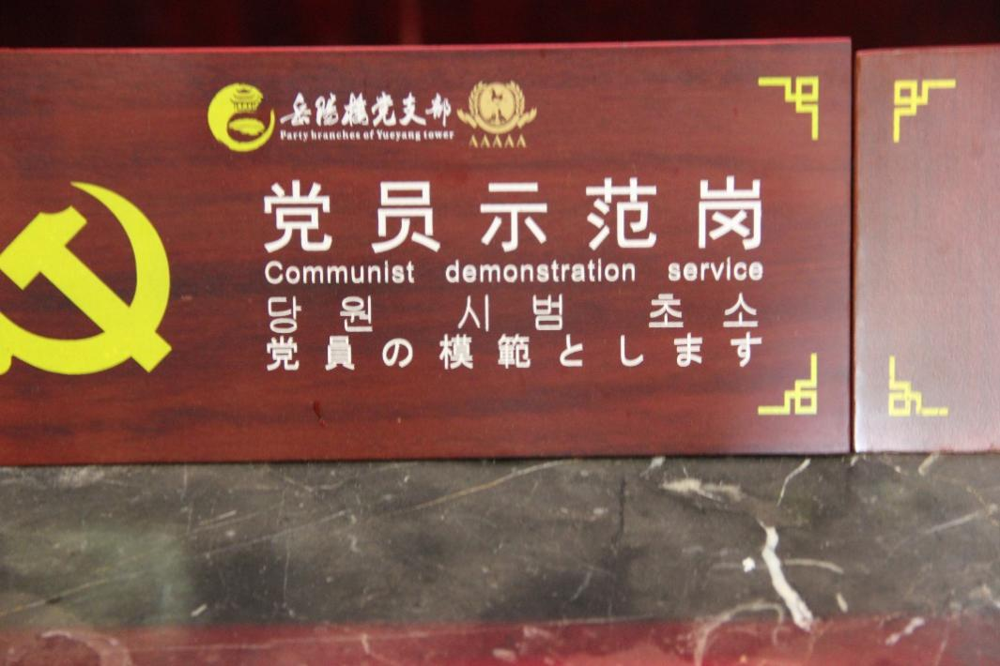 岳陽樓党支部
Party branches of Yueyang tower
AAAAA
党员示范岗
Communist demonstration service
당원 시범 초소
党員の模範とします